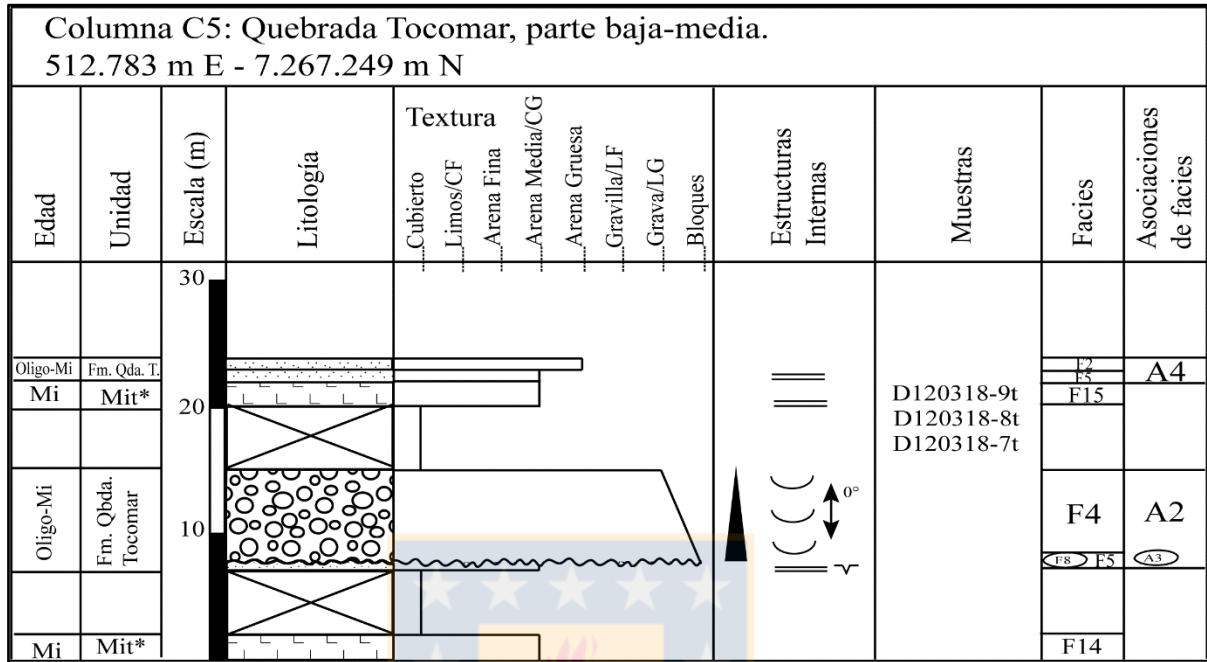 Columna C5: Quebrada Tocomar, parte baja-media.
512.783 m E - 7.267.249 m N
Edad
Unidad
Escala (m)
Litología
Textura
Cubierto
Limos/CF
Arena Fina
Arena Media/CG
Arena Gruesa
Gravilla/LF
Grava/LG
Bloques
Estructuras
Internas
Muestras
Facies
Asociaciones
de facies
30
Oligo-Mi
Fm. Qda. T.
F2
F5
A4
Mi
Mit*
20
D120318-9t
D120318-8t
D120318-7t
F15
Oligo-Mi
Fm. Qbda.
Tocomar
10
0°
F4
A2
F8
F5
A3
Mi
Mit*
F14